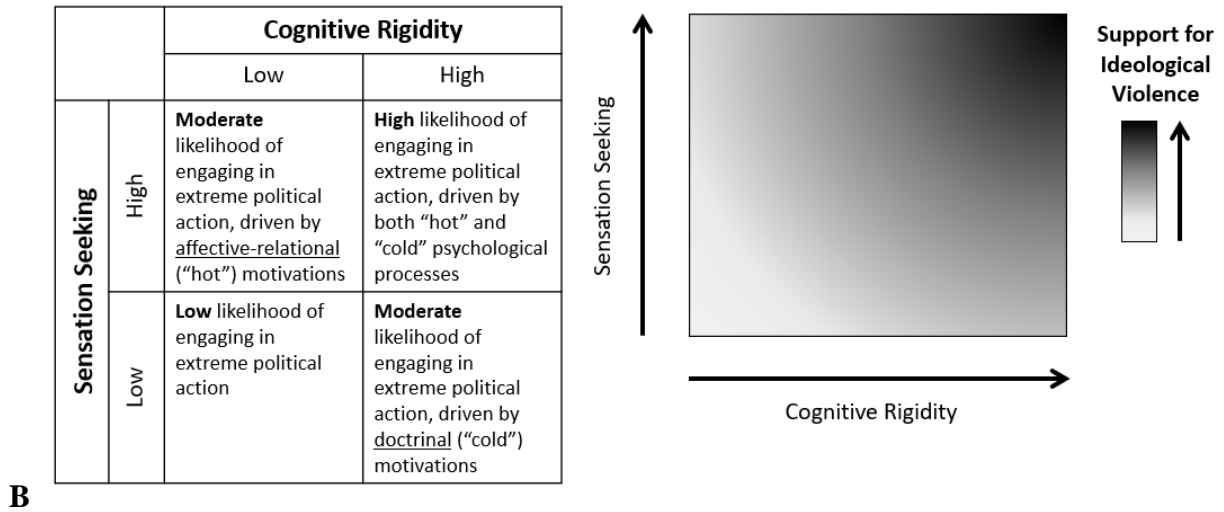 Cognitive Rigidity
Low
High
Sensation Seeking
High
Moderate
likelihood of
engaging in
extreme political
action, driven by
affective-relational
(“hot”) motivations
High likelihood of
engaging in
extreme political
action, driven by
both “hot” and
“cold” psychological
processes
Low
Low likelihood of
engaging in
extreme political
action
Moderate
likelihood of
engaging in
extreme political
action, driven by
doctrinal (“cold”)
motivations
Sensation Seeking
Cognitive Rigidity
Support for
Ideological
Violence
B